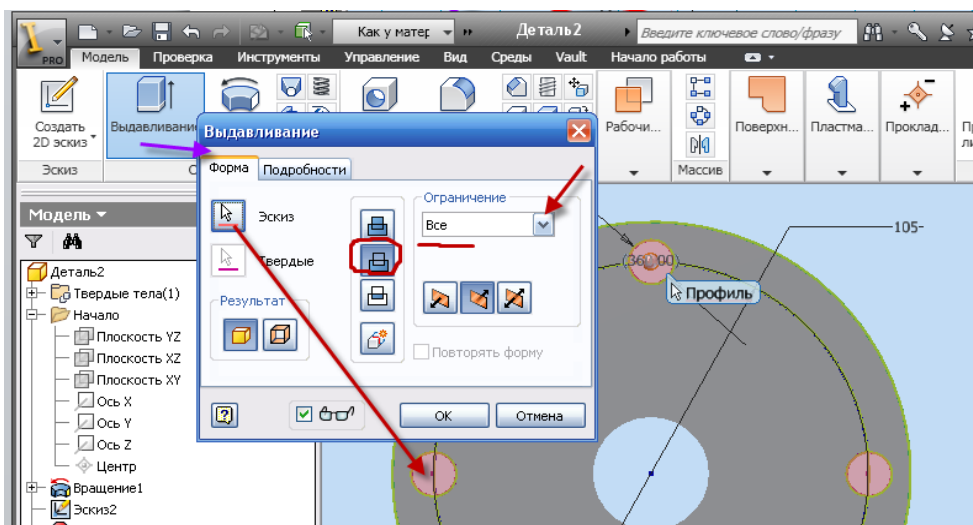 Как у матер
Деталь2
Введите ключевое слово/фразу
PRO
Модель Проверка Инструменты Управление Вид Среды Vault Начало работы
Создать
2D эскиз
Выдавливани
Рабочи...
Поверхн...
Пластма...
Проклад...
Эскиз
Массив
Выдавливание
Форма
Подробности
Эскиз
Твердые
Результат
Ограничение
Все
Повторять форму
OK
Отмена
Модель
Деталь2
Твердые тела(1)
Начало
Плоскость YZ
Плоскость XZ
Плоскость XY
Ось X
Ось Y
Ось Z
Центр
Вращение1
Эскиз2
105
Профиль